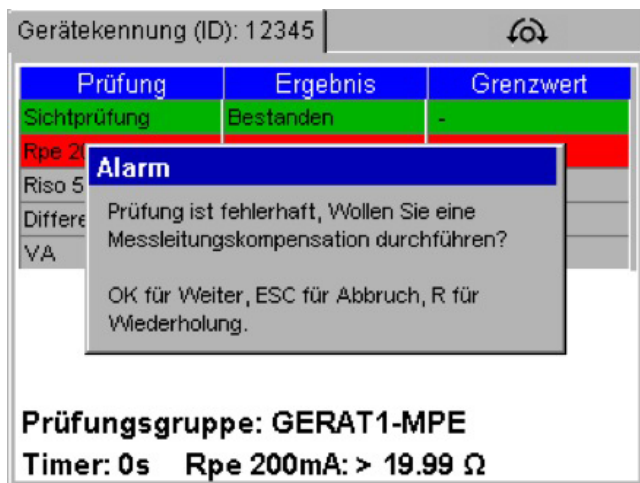 Gerätekennung (ID): 12345
Prüfung Ergebnis Grenzwert
Sichtprüfung Bestanden -
Rpe 20
Alarm
Riso 5
Prüfung ist fehlerhaft, Wollen Sie eine
Differe
Messleitungskompensation durchführen?
VA
OK für Weiter, ESC für Abbruch, R für
Wiederholung.
Prüfungsgruppe: GERAT1-MPE
Timer: 0s Rpe 200mA: > 19.99 Ω